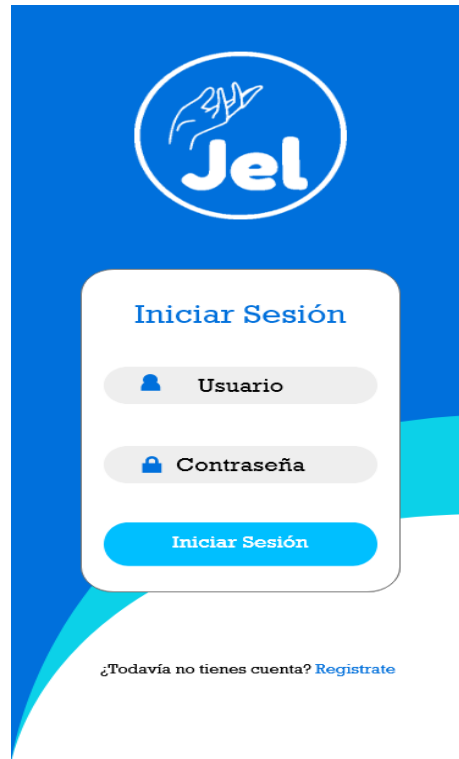 Jel
Iniciar Sesión
Usuario
Contraseña
Iniciar Sesión
¿Todavía no tienes cuenta? Registrate